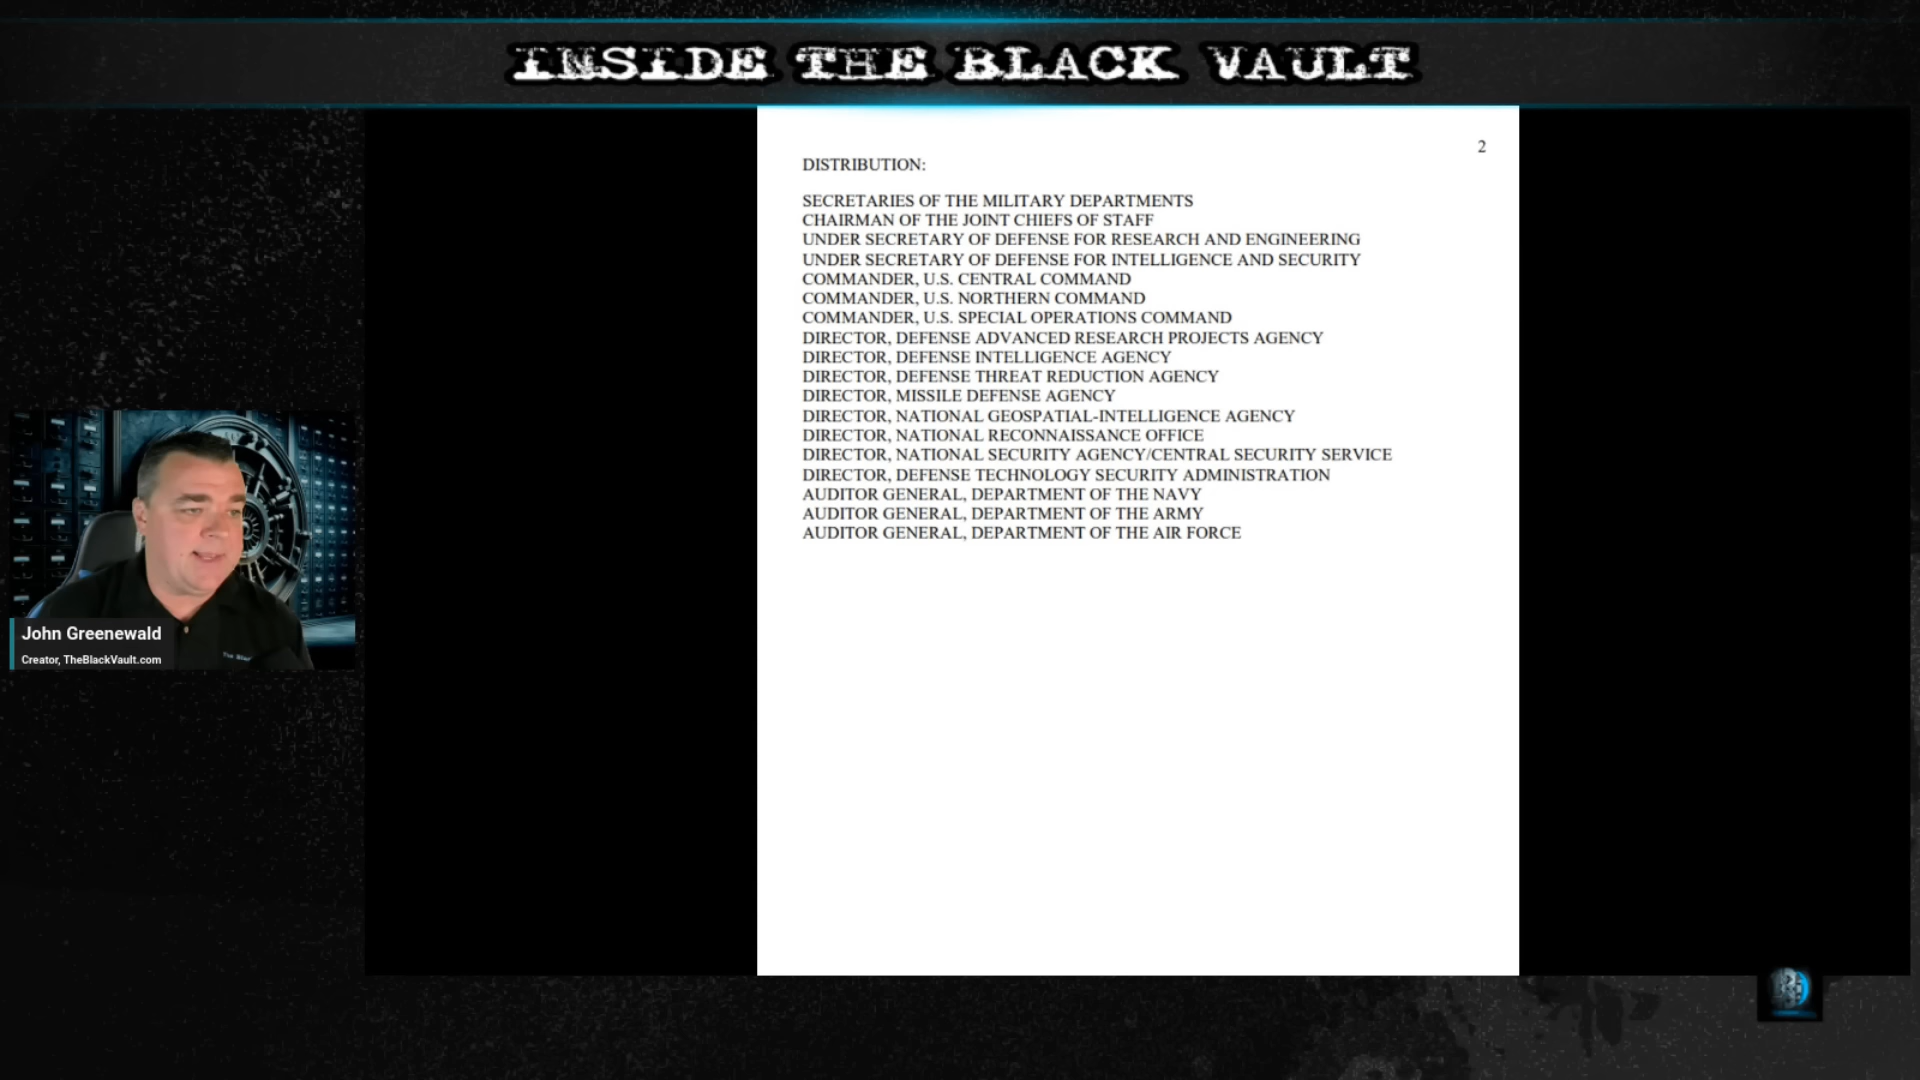 INSIDE THE BLACK VAULT
2
DISTRIBUTION:
SECRETARIES OF THE MILITARY DEPARTMENTS
CHAIRMAN OF THE JOINT CHIEFS OF STAFF
UNDER SECRETARY OF DEFENSE FOR RESEARCH AND ENGINEERING
UNDER SECRETARY OF DEFENSE FOR INTELLIGENCE AND SECURITY
COMMANDER, U.S. CENTRAL COMMAND
COMMANDER, U.S. NORTHERN COMMAND
COMMANDER, U.S. SPECIAL OPERATIONS COMMAND
DIRECTOR, DEFENSE ADVANCED RESEARCH PROJECTS AGENCY
DIRECTOR, DEFENSE INTELLIGENCE AGENCY
DIRECTOR, DEFENSE THREAT REDUCTION AGENCY
DIRECTOR, MISSILE DEFENSE AGENCY
DIRECTOR, NATIONAL GEOSPATIAL-INTELLIGENCE AGENCY
DIRECTOR, NATIONAL RECONNAISSANCE OFFICE
DIRECTOR, NATIONAL SECURITY AGENCY/CENTRAL SECURITY SERVICE
DIRECTOR, DEFENSE TECHNOLOGY SECURITY ADMINISTRATION
AUDITOR GENERAL, DEPARTMENT OF THE NAVY
AUDITOR GENERAL, DEPARTMENT OF THE ARMY
AUDITOR GENERAL, DEPARTMENT OF THE AIR FORCE
John Greenewald
Creator, TheBlackVault.com